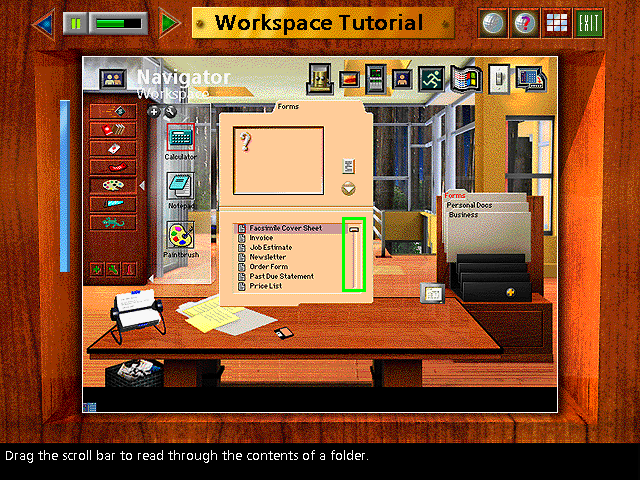 Workspace Tutorial
EXIT
Navigator
Workspace
Forms
Calculator
Notepad
Paintbrush
Facsimile Cover Sheet
Invoice
Job Estimate
Newsletter
Order Form
Past Due Statement
Price List
Forms
Personal Docs
Business
Drag the scroll bar to read through the contents of a folder.